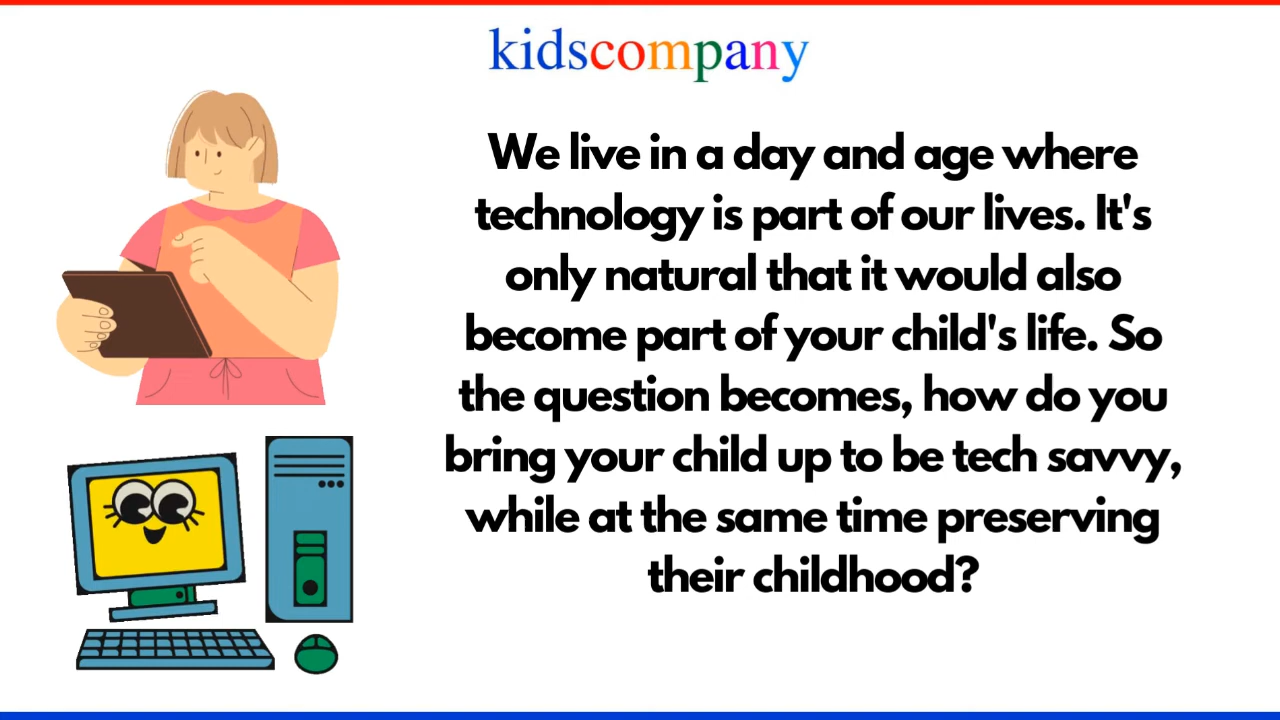 kidscompany
We live in a day and age where
technology is part of our lives. It's
only natural that it would also
become part of your child's life. So
the question becomes, how do you
bring your child up to be tech savvy,
while at the same time preserving
their childhood?